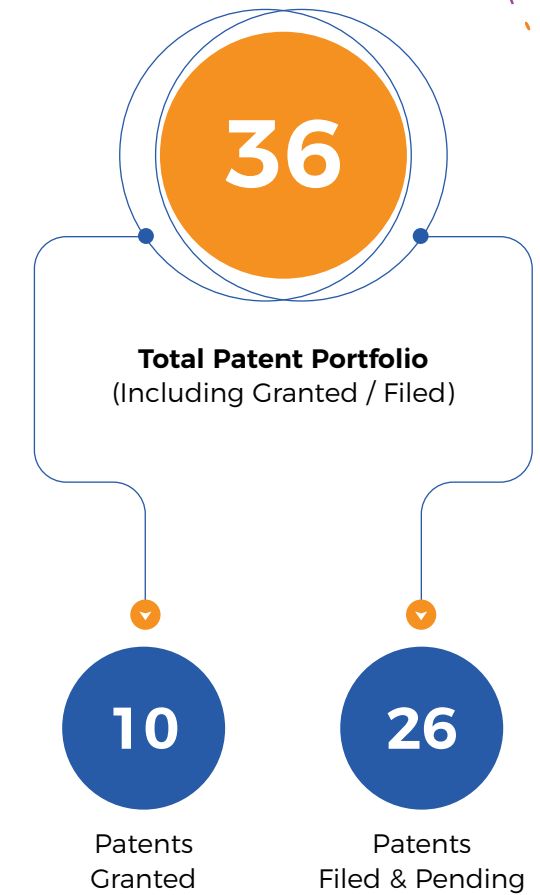 36
Total Patent Portfolio
(Including Granted / Filed)
10
26
Patents
Granted
Patents
Filed & Pending